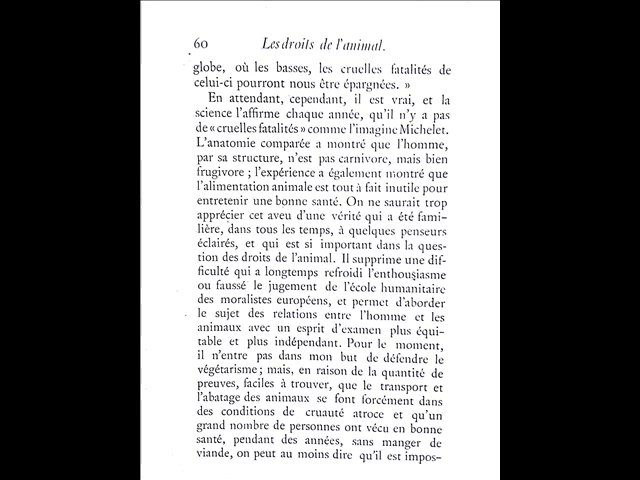 60 Les droits de l'animal.
globe, où les basses, les cruelles fatalités de
celui-ci pourront nous être épargnées. »
En attendant, cependant, il est vrai, et la
science l'affirme chaque année, qu'il n'y a pas
de « cruelles fatalités » comme l'imagine Michelet.
L'anatomie comparée a montré que l'homme,
par sa structure, n'est pas carnivore, mais bien
frugivore ; l'expérience a également montré que
l'alimentation animale est tout à fait inutile pour
entretenir une bonne santé. On ne saurait trop
apprécier cet aveu d'une vérité qui a été fami-
lière, dans tous les temps, à quelques penseurs
éclairés, et qui est si important dans la ques-
tion des droits de l'animal. Il supprime une dif-
ficulté qui a longtemps refroidi l'enthousiasme
ou faussé le jugement de l'école humanitaire
des moralistes européens, et permet d'aborder
le sujet des relations entre l'homme et les
animaux avec un esprit d'examen plus équi-
table et plus indépendant. Pour le moment,
il n'entre pas dans mon but de défendre le
végétarisme ; mais, en raison de la quantité de
preuves, faciles à trouver, que le transport et
l'abatage des animaux se font forcément dans
des conditions de cruauté atroce et qu'un
grand nombre de personnes ont vécu en bonne
santé, pendant des années, sans manger de
viande, on peut au moins dire qu'il est impos-